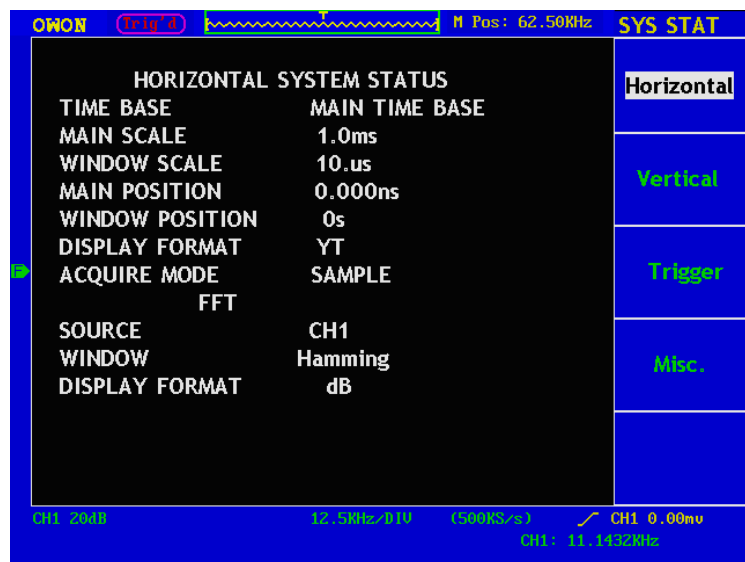 OWON Trig'd T M Pos: 62.50KHz SYS STAT
HORIZONTAL SYSTEM STATUS
TIME BASE MAIN TIME BASE
MAIN SCALE 1.0ms
WINDOW SCALE 10.us
MAIN POSITION 0.000ns
WINDOW POSITION 0s
DISPLAY FORMAT YT
ACQUIRE MODE SAMPLE
FFT
SOURCE CH1
WINDOW Hamming
DISPLAY FORMAT dB
Horizontal
Vertical
Trigger
Misc.
F
CH1 20dB 12.5KHz/DIV (500KS/s) CH1 0.00mv
CH1: 11.1432KHz